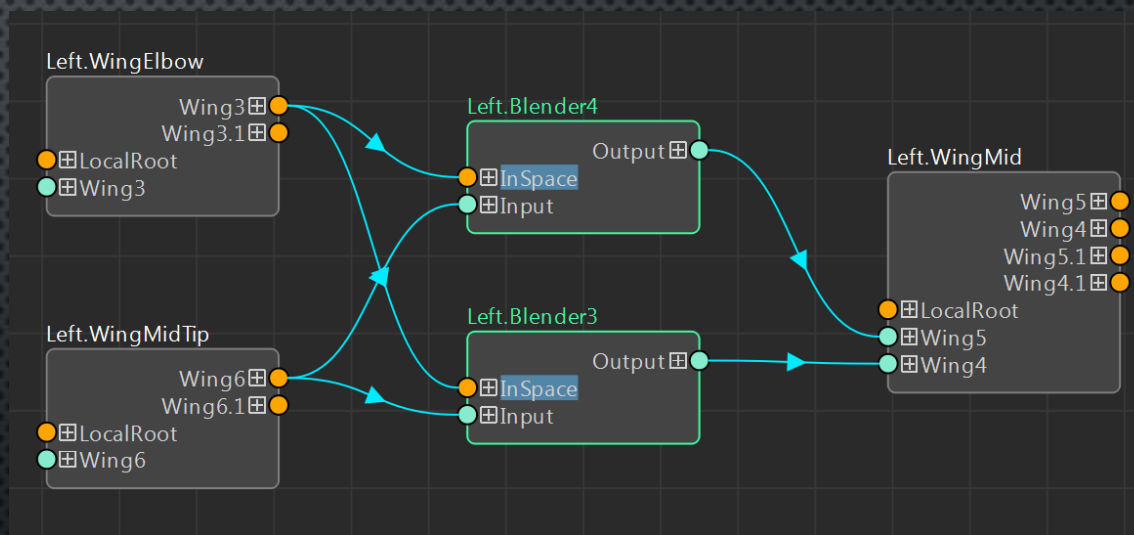 Left.WingElbow
Wing3
Wing3.1
LocalRoot
Wing3
Left.WingMidTip
Wing6
Wing6.1
LocalRoot
Wing6
Left.Blender4
Output
InSpace
Input
Left.Blender3
Output
InSpace
Input
Left.WingMid
Wing5
Wing4
Wing5.1
Wing4.1
LocalRoot
Wing5
Wing4